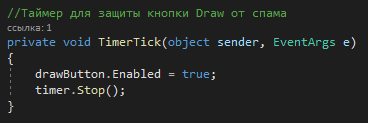 //Таймер для защиты кнопки Draw от спама
ссылка: 1
private void TimerTick(object sender, EventArgs e)
{
drawButton.Enabled = true;
timer.Stop();
}